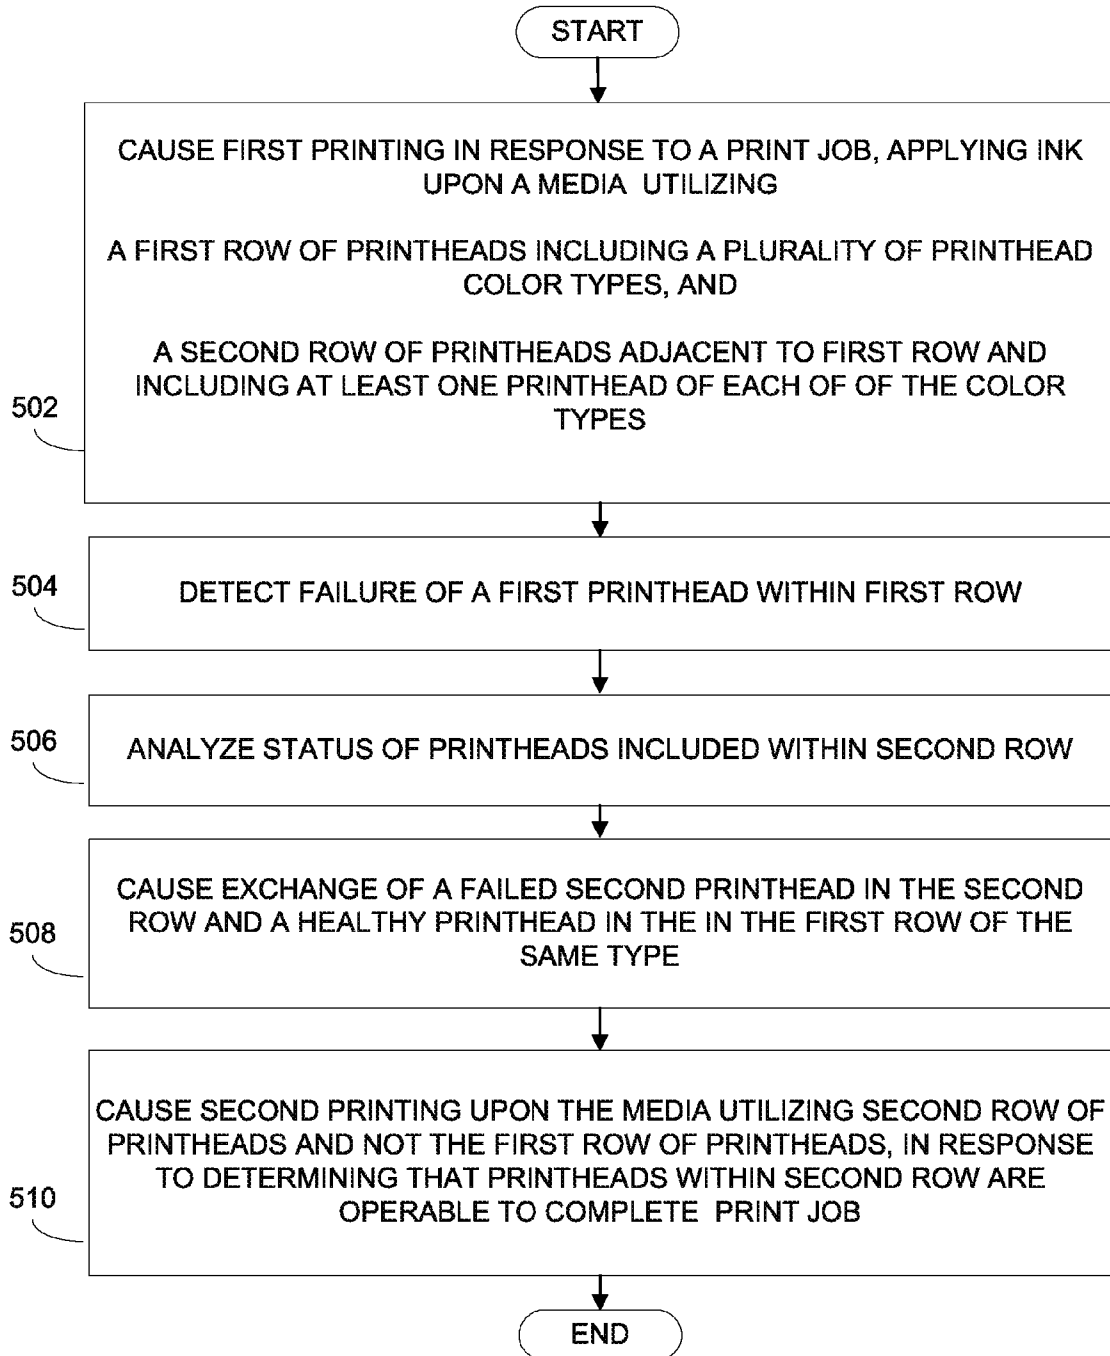 START
CAUSE FIRST PRINTING IN RESPONSE TO A PRINT JOB, APPLYING INK
UPON A MEDIA UTILIZING
A FIRST ROW OF PRINTHEADS INCLUDING A PLURALITY OF PRINTHEAD
COLOR TYPES, AND
A SECOND ROW OF PRINTHEADS ADJACENT TO FIRST ROW AND
INCLUDING AT LEAST ONE PRINTHEAD OF EACH OF OF THE COLOR
TYPES
502
504
DETECT FAILURE OF A FIRST PRINTHEAD WITHIN FIRST ROW
506
ANALYZE STATUS OF PRINTHEADS INCLUDED WITHIN SECOND ROW
508
CAUSE EXCHANGE OF A FAILED SECOND PRINTHEAD IN THE SECOND
ROW AND A HEALTHY PRINTHEAD IN THE IN THE FIRST ROW OF THE
SAME TYPE
510
CAUSE SECOND PRINTING UPON THE MEDIA UTILIZING SECOND ROW OF
PRINTHEADS AND NOT THE FIRST ROW OF PRINTHEADS, IN RESPONSE
TO DETERMINING THAT PRINTHEADS WITHIN SECOND ROW ARE
OPERABLE TO COMPLETE PRINT JOB
END